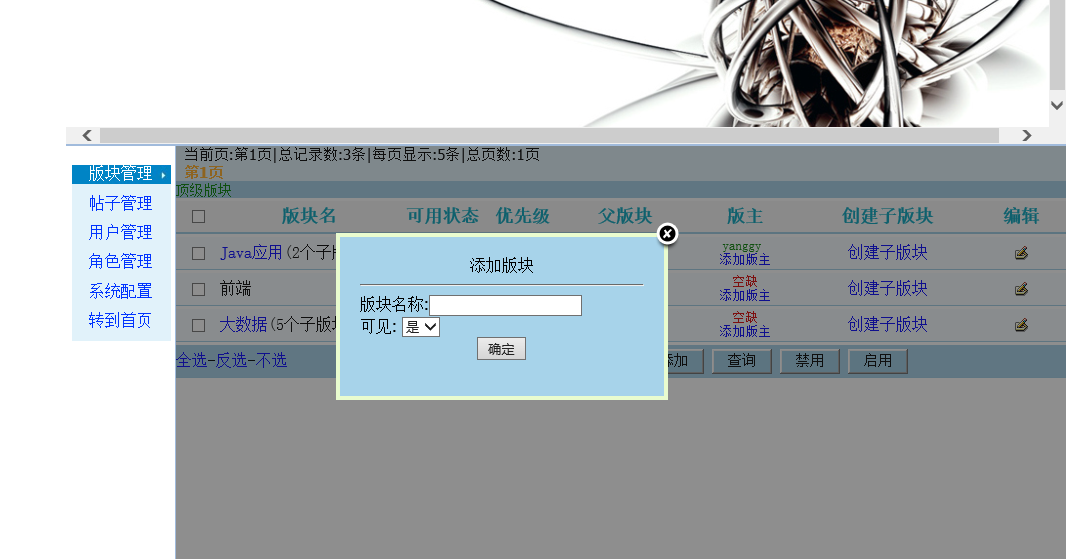 当前页:第1页|总记录数:3条|每页显示:5条|总页数:1页
第1页
顶级版块
版块管理
帖子管理
用户管理
角色管理
系统配置
转到首页
版块名 可用状态 优先级 父版块 版主 创建子版块 编辑
Java应用(2个子 yanggy 添加版主 创建子版块
前端 空缺 添加版主 创建子版块
大数据(5个子版 空缺 添加版主 创建子版块
全选-反选-不选 添加 查询 禁用 启用
添加版块
版块名称:
可见: 是
确定